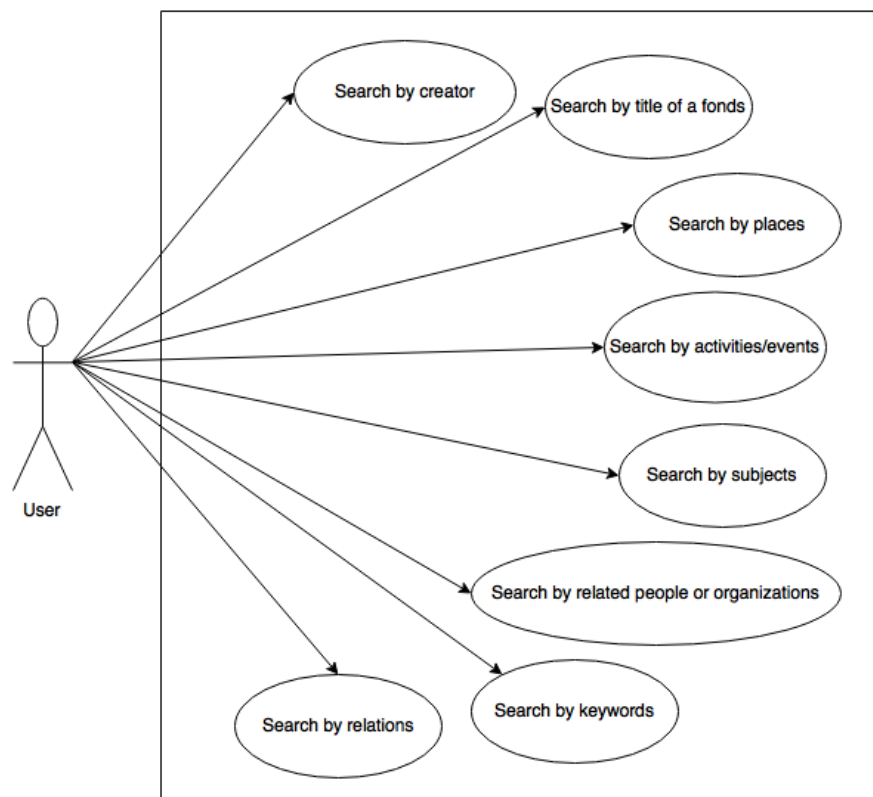 Search by creator
Search by title of a fonds
Search by places
Search by activities/events
Search by subjects
User
Search by related people or organizations
Search by keywords
Search by relations